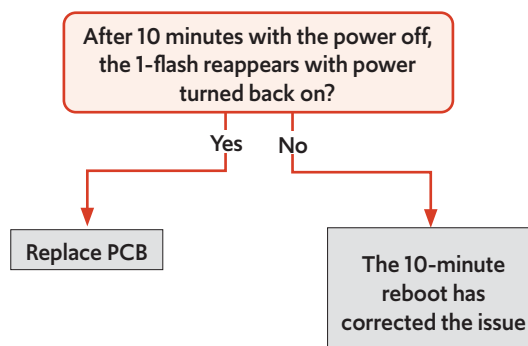 After 10 minutes with the power off,
the 1-flash reappears with power
turned back on?
Yes
No
Replace PCB
The 10-minute
reboot has
corrected the issue